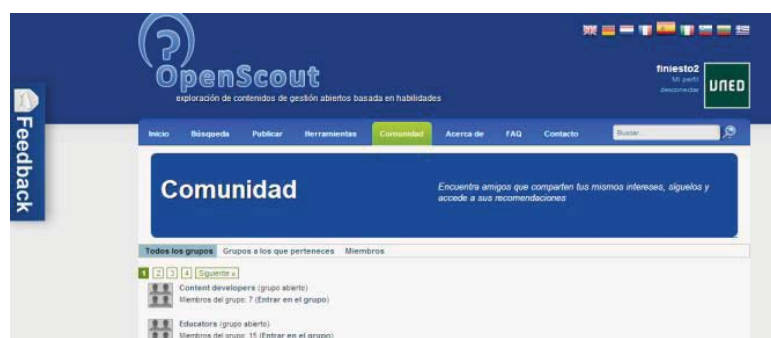 OpenScout
exploración de contenidos de gestión abiertos basada en habilidades
finiesto2
Mi perfil
desconectar
UNED
Feedback
Inicio Búsqueda Publicar Herramientas Comunidad Acerca de FAQ Contacto Buscar...
Comunidad
Encuentra amigos que comparten tus mismos intereses, síguelos y
accede a sus recomendaciones
Todos los grupos Grupos a los que perteneces Miembros
1 2 3 4 Siguiente »
Content developers (grupo abierto)
Miembros del grupo: 7 (Entrar en el grupo)
Educators (grupo abierto)
Miembros del grupo: 15 (Entrar en el grupo)